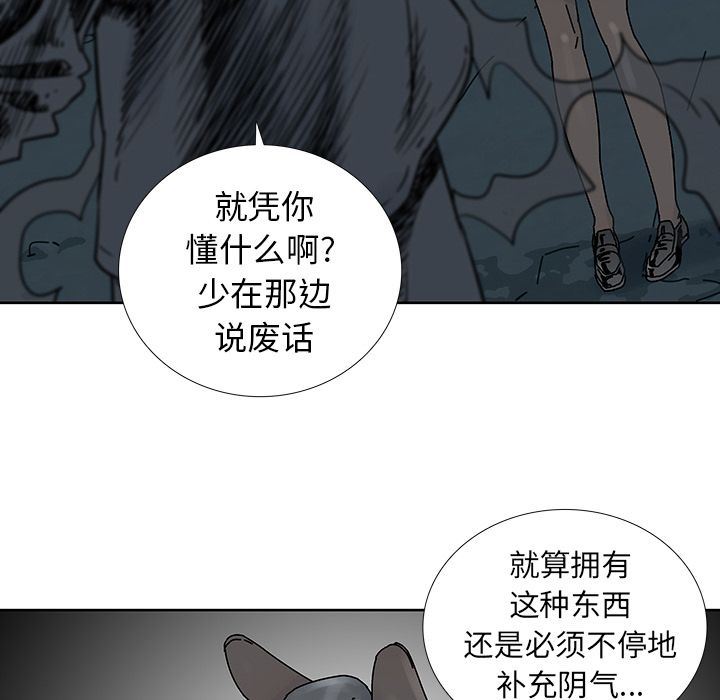 就凭你
懂什么啊?
少在那边
说废话
就算拥有
这种东西
还是必须不停地
补充阴气...